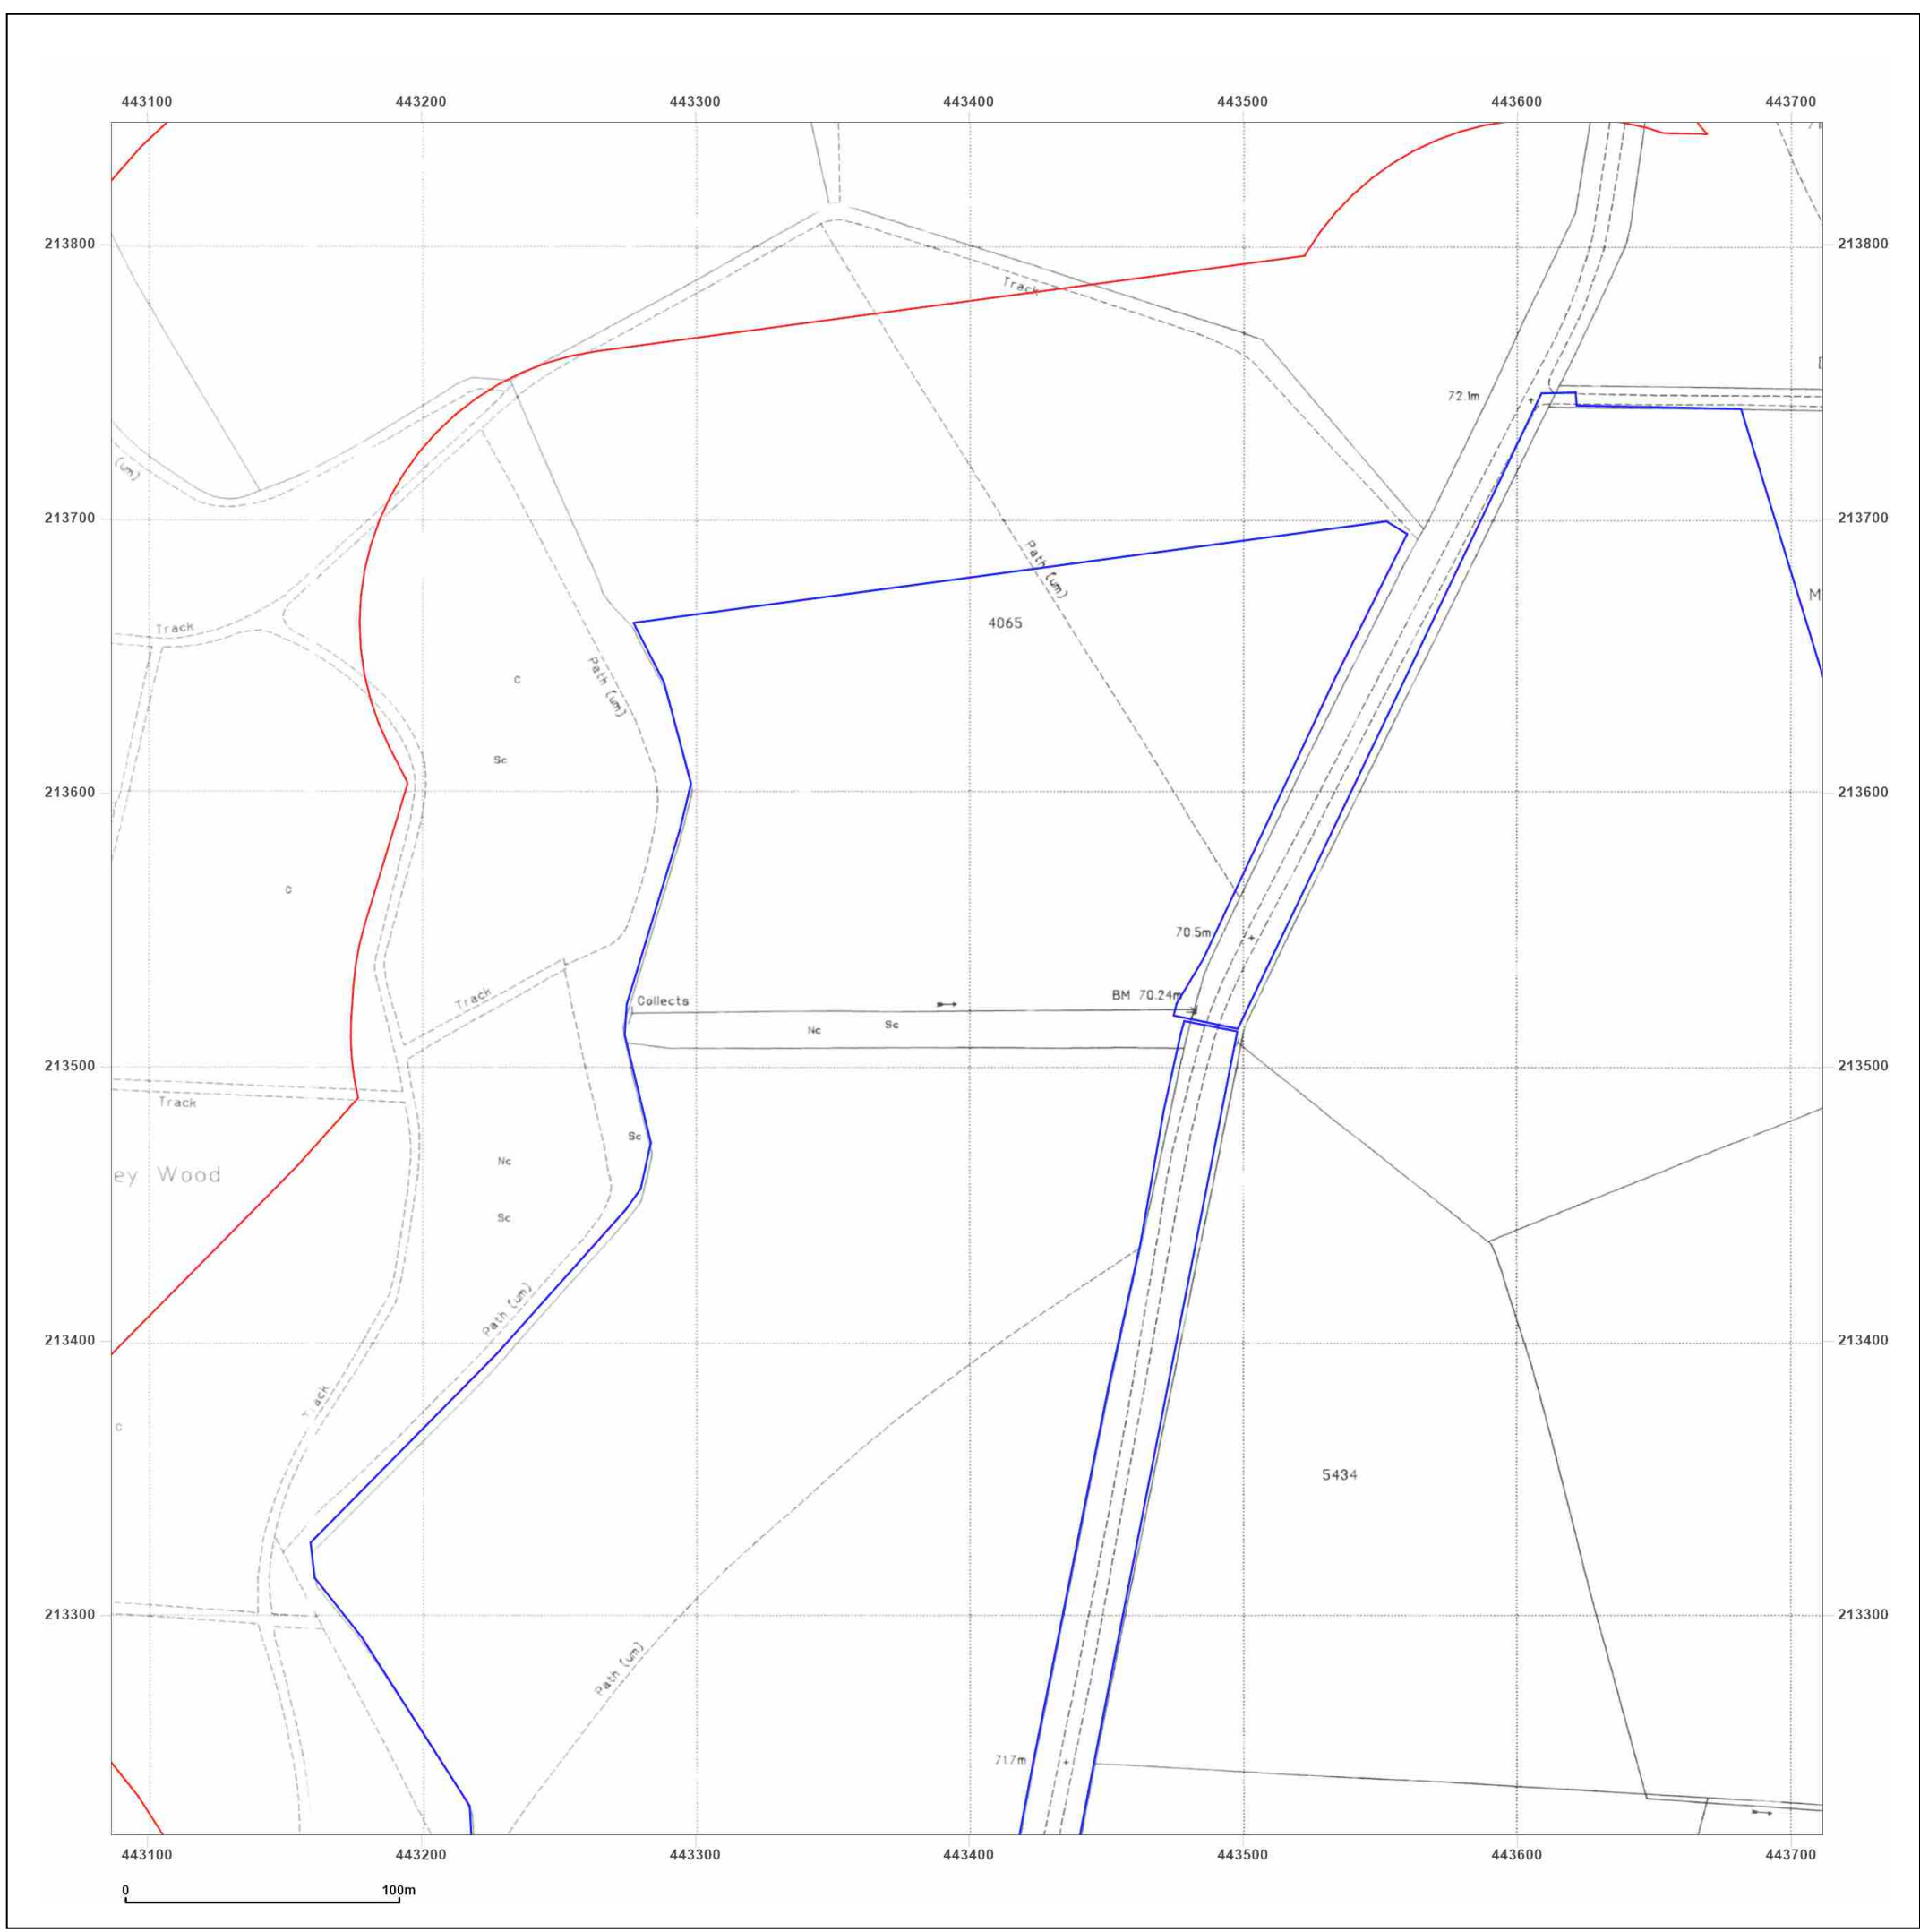 443100 443200 443300 443400 443500 443600 443700
213800 213800
Track
72.1m
(um)
213700 213700
Path (um)
M
4065
Track
Path (um)
C
Sc
213600 213600
C
70.5m
Track
Collects
BM 70.24m
Nc Sc
213500 213500
Track
Sc
Nc
ey Wood
Sc
Path (um)
213400 213400
Track
C
5434
213300 213300
Path (um)
71.7m
443100 443200 443300 443400 443500 443600 443700
0 100m